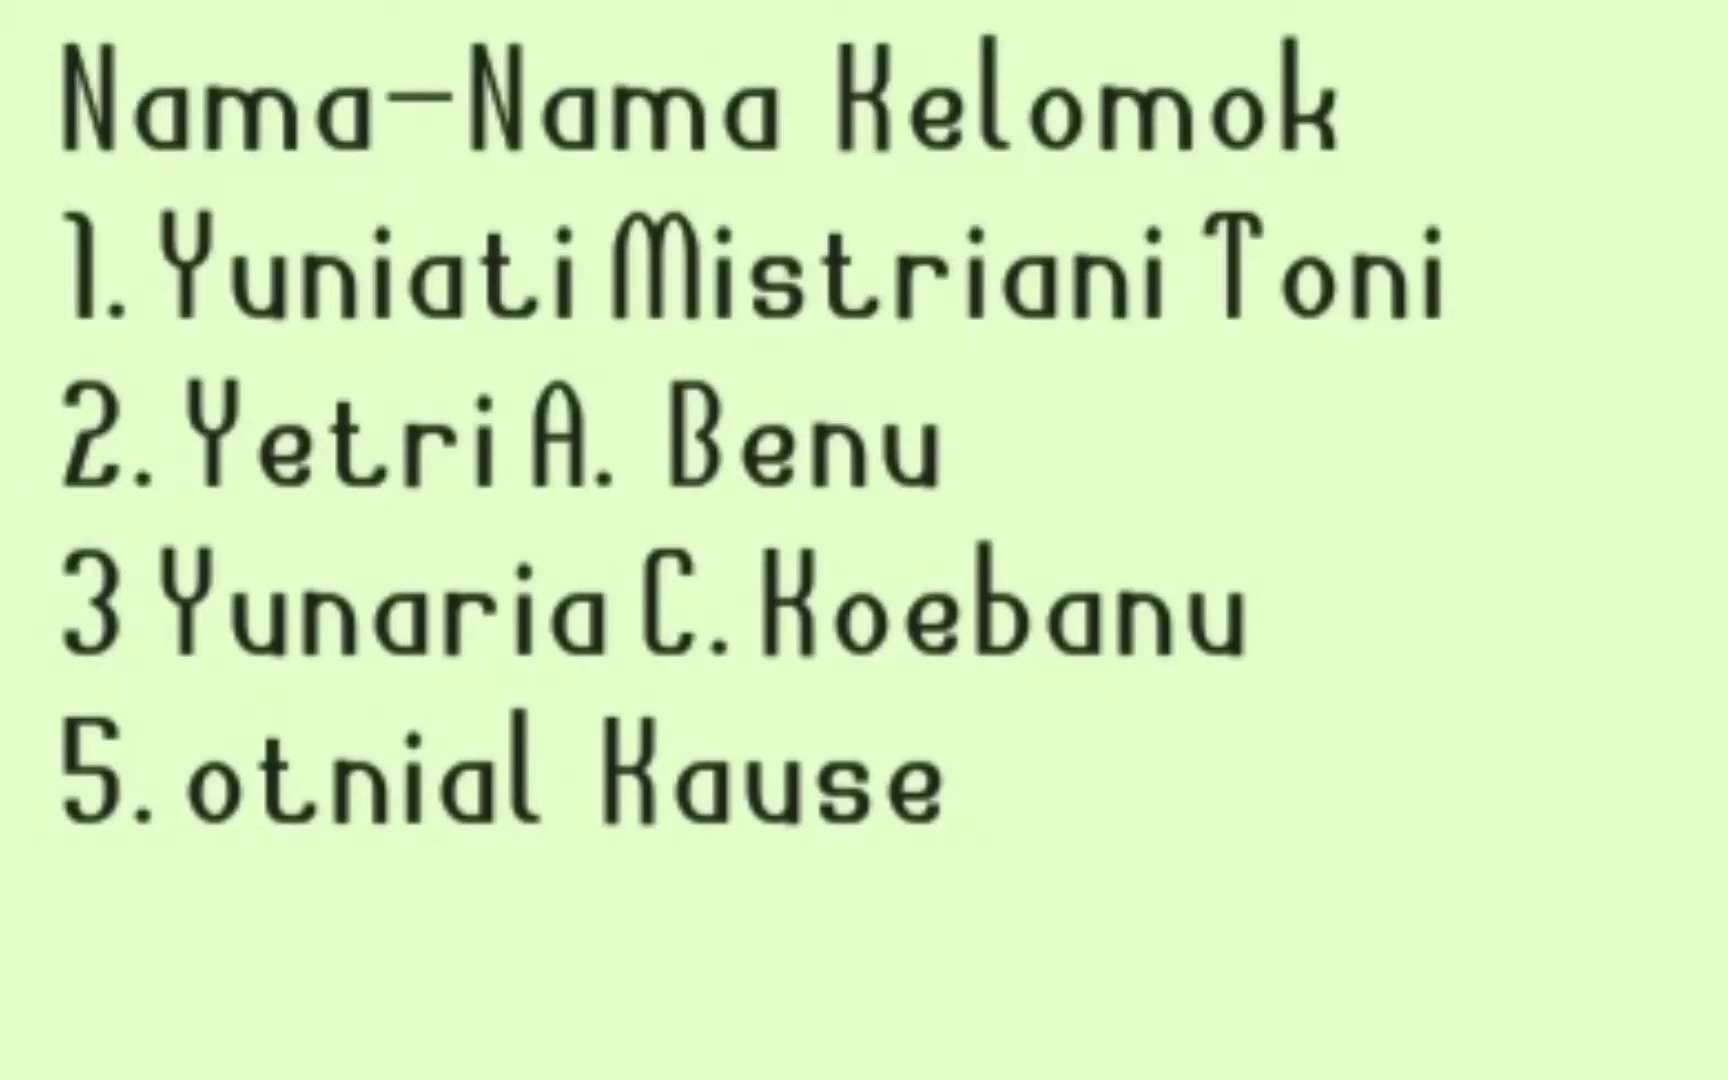 Nama-Nama Kelomok
1. Yuniati Mistriani Toni
2. Yetri A. Benu
3 Yunaria C. Koebanu
5. otnial Kause